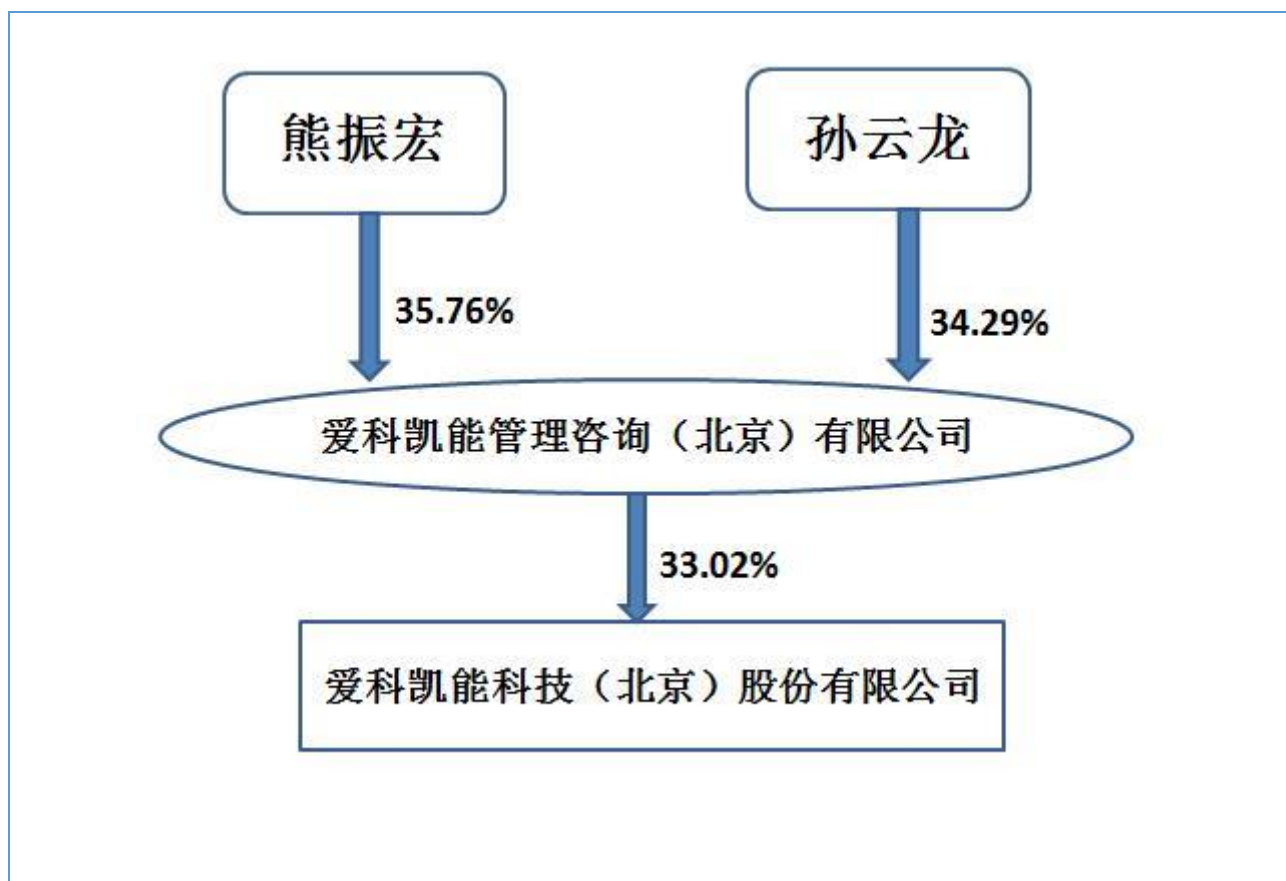 熊振宏
孙云龙
35.76%
34.29%
爱科凯能管理咨询（北京）有限公司
33.02%
爱科凯能科技（北京）股份有限公司